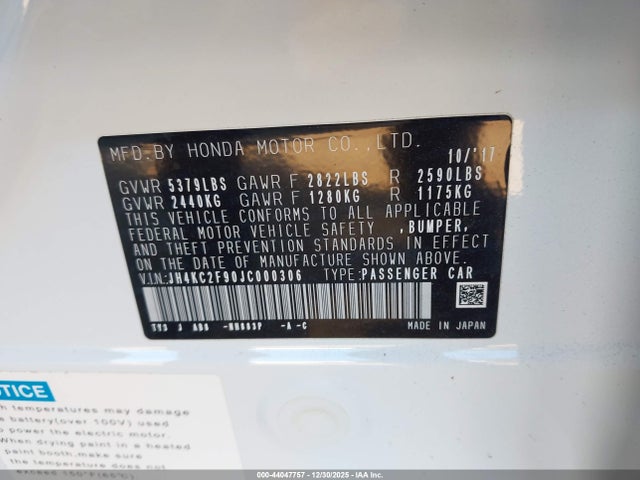 MFD.BY HONDA MOTOR CO.,LTD. 10/'17
GVWR 5379LBS GAWR F 2822LBS R 2590LBS
GVWR 2440KG GAWR F 1280KG R 1175KG
THIS VEHICLE CONFORMS TO ALL APPLICABLE
FEDERAL MOTOR VEHICLE SAFETY ,BUMPER,
AND THEFT PREVENTION STANDARDS IN EFFECT
ON THE DATE OF MANUFACTURE SHOWN ABOVE.
V.I.N:JH4KC2F90JC000306 TYPE:PASSENGER CAR
J -A -C
MADE IN JAPAN
OTICE
h temperatures may damage
battery(over 100V) used
o power the electric motor.
When drying paint in a heated
paint booth,make sure
the temperature does not
exceed 150°F(65°C)
000-44047757 - 12/30/2025 - IAA Inc.